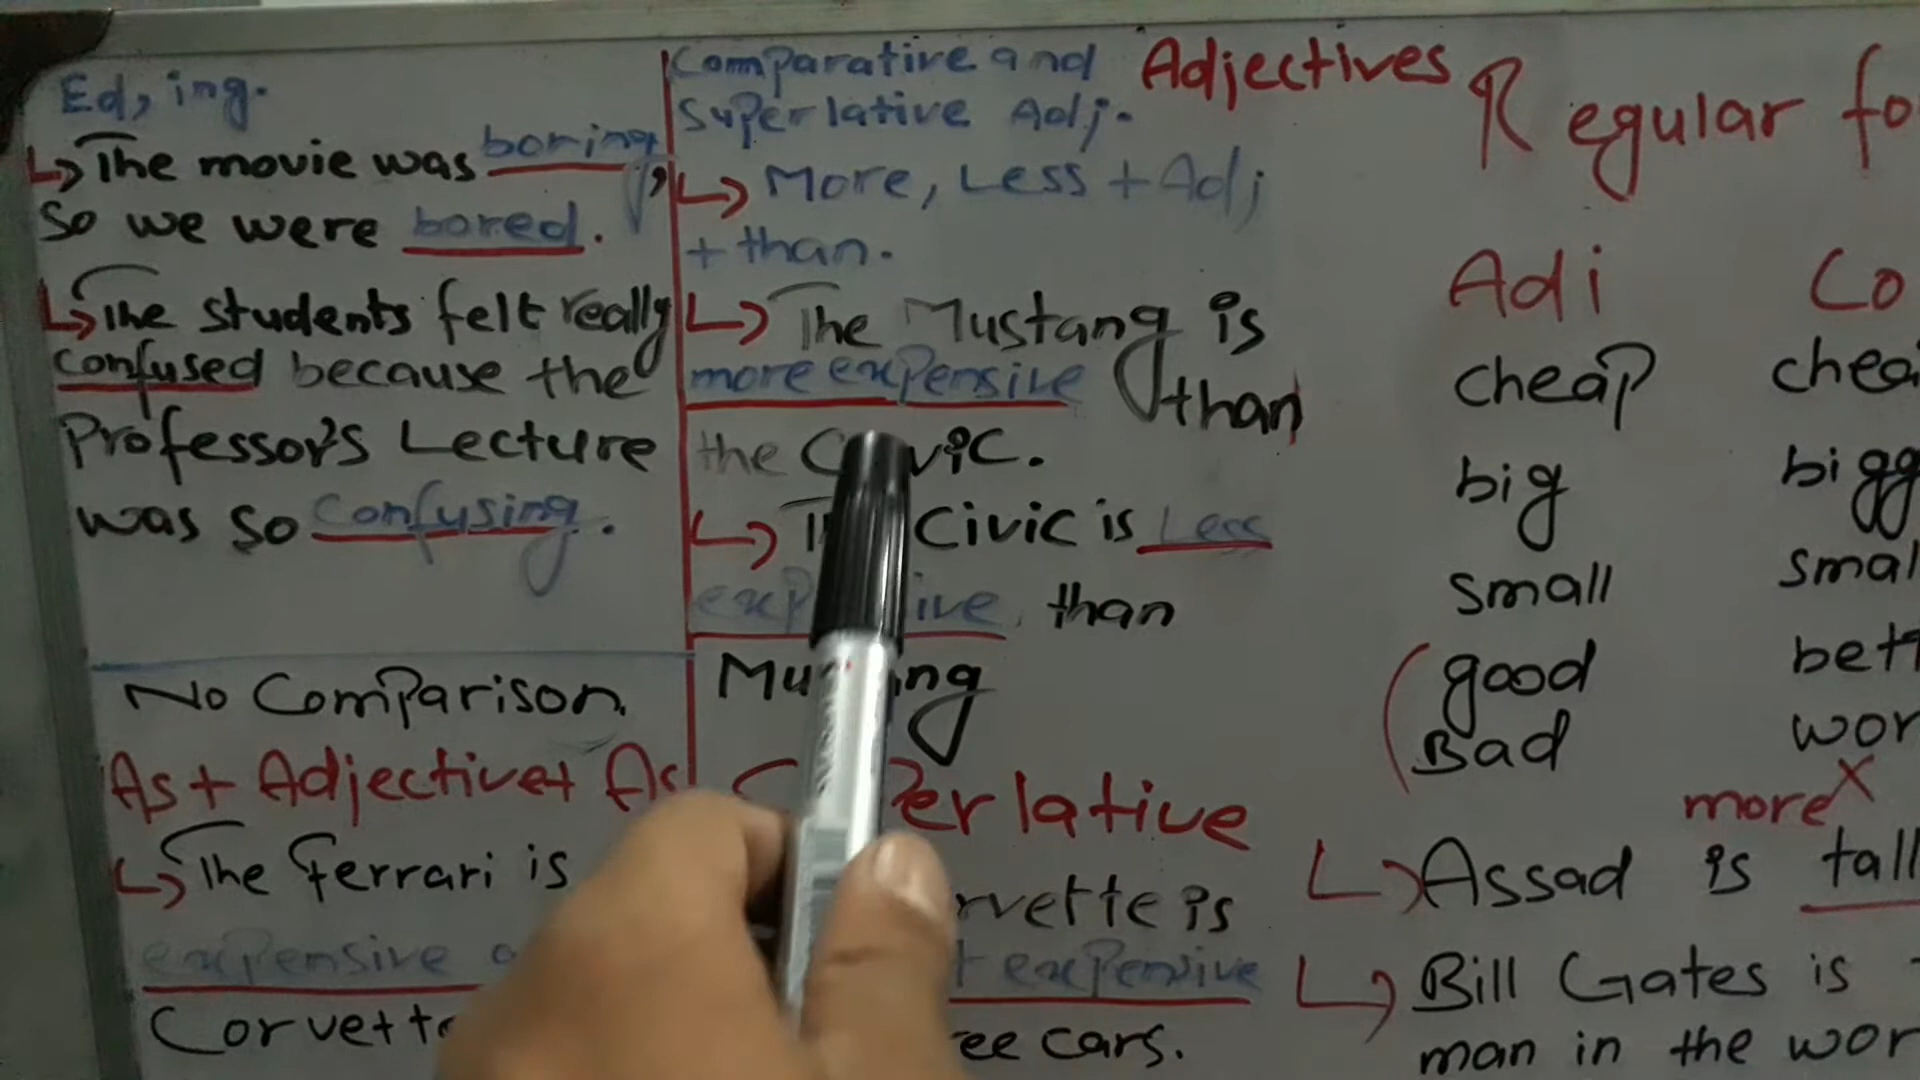 Adjectives
Ed, ing.
The movie was boring,
So we were bored.
The students felt really
confused because the
Professor's Lecture
was so confusing.
No Comparison.
As + Adjective + As
The Ferrari is
expensive
Corvette
Comparative and
Superlative Adj.
More, Less + Adj
+ than.
The Mustang is
more expensive than
the Civic.
Civic is Less
than
erlative
rvette is
t expensive
ee cars.
Regular fo
Adj Co
cheap chea
big bigg
small smal
good bett
Bad wor
more x
Assad is tall
Bill Gates is
man in the wor